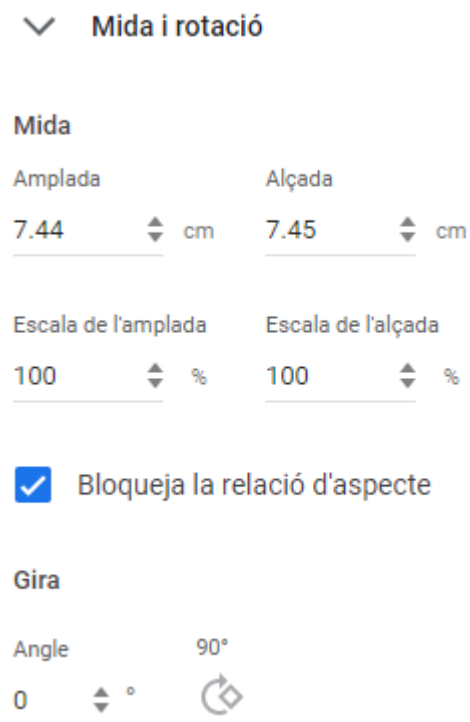 Mida i rotació
Mida
Amplada Alçada
7.44 cm 7.45 cm
Escala de l'amplada Escala de l'alçada
100 % 100 %
Bloqueja la relació d'aspecte
Gira
Angle 90°
0 °